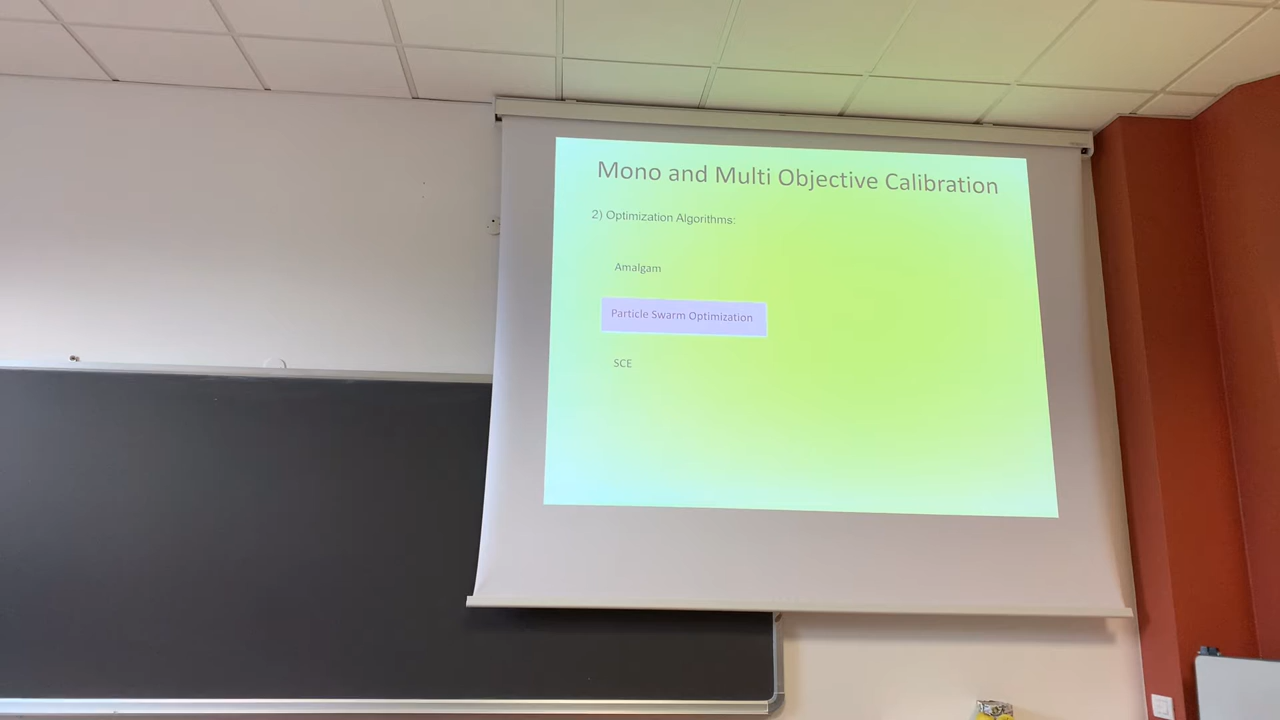 Mono and Multi Objective Calibration
2) Optimization Algorithms:
Amalgam
Particle Swarm Optimization
SCE